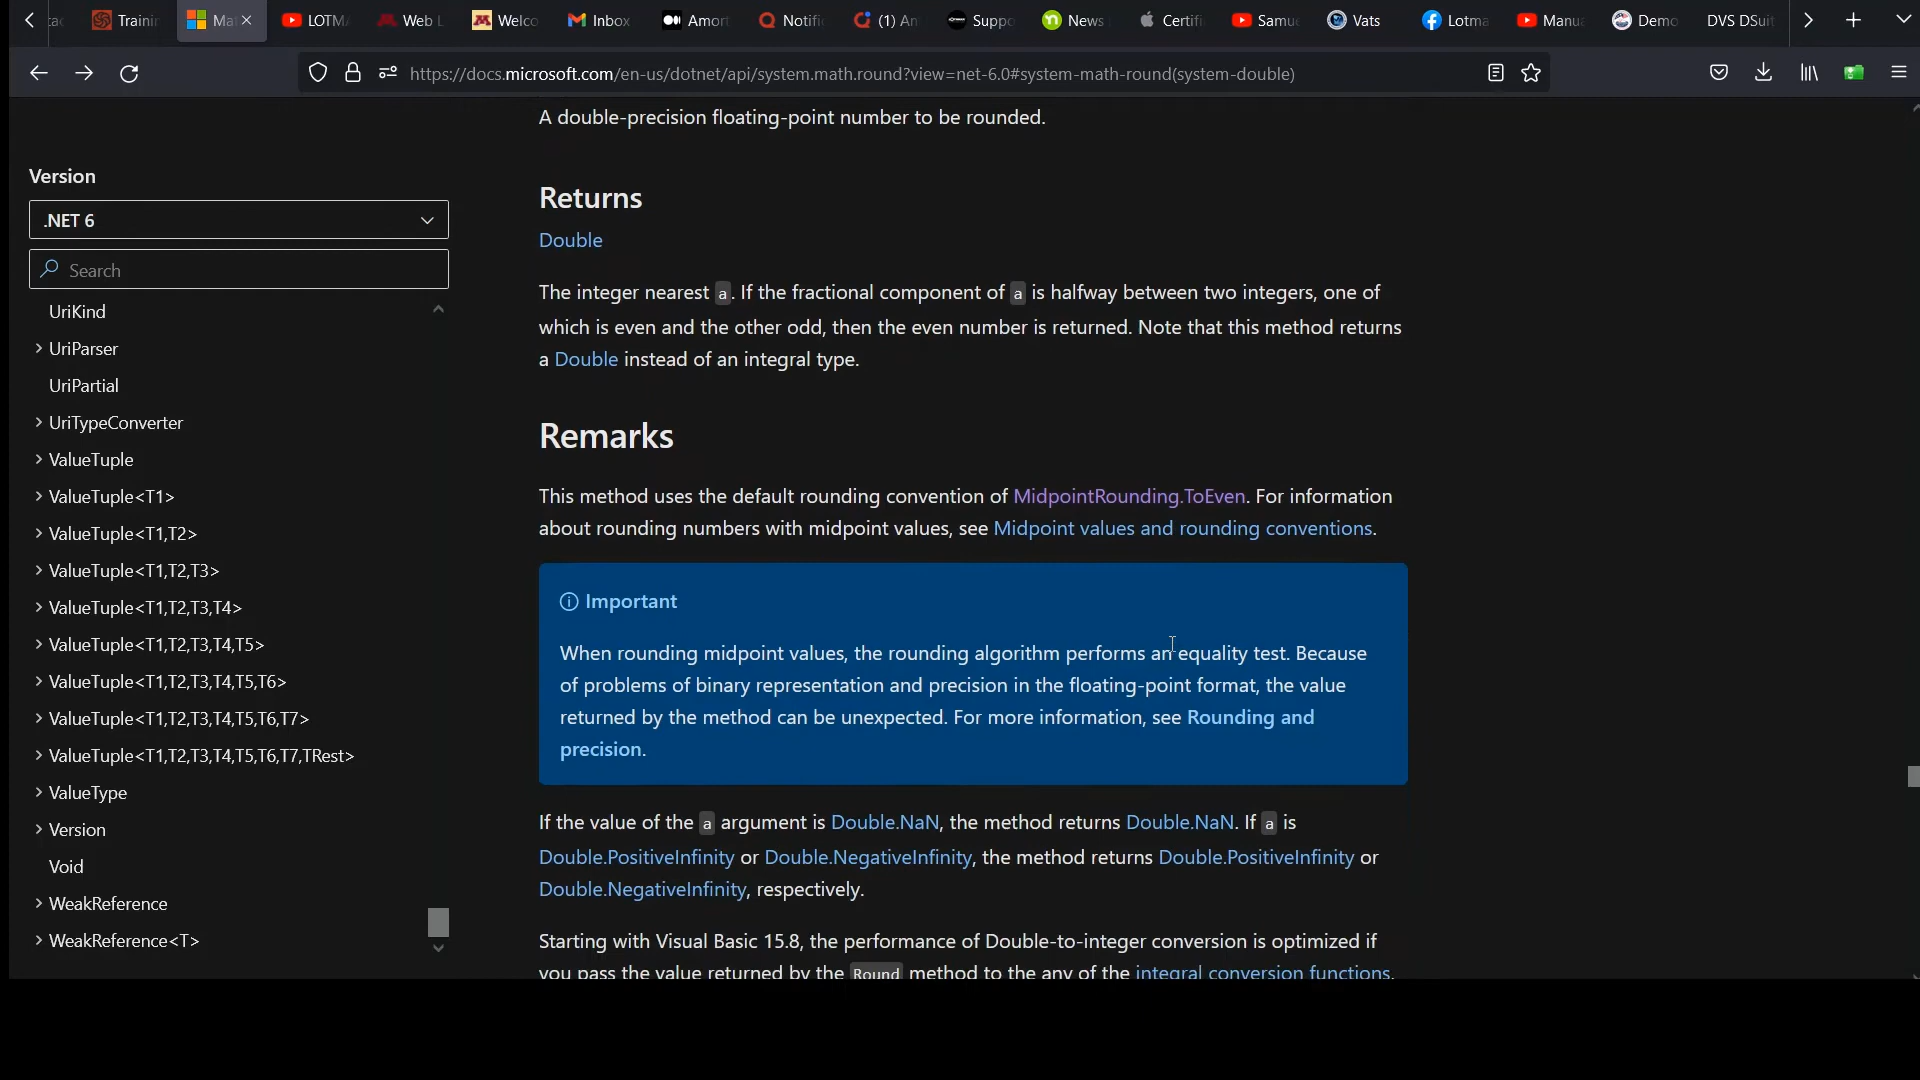 Trainin
Mat
LOTMA
Web L
Welco
Inbox
Amort
Notific
(1) An
Suppo
News
Certifi
Samue
Vats
Lotma
Manua
Demo
DVS DSuit
https://docs.microsoft.com/en-us/dotnet/api/system.math.round?view=net-6.0#system-math-round(system-double)
Version
.NET 6
Search
UriKind
UriParser
UriPartial
UriTypeConverter
ValueTuple
ValueTuple<T1>
ValueTuple<T1,T2>
ValueTuple<T1,T2,T3>
ValueTuple<T1,T2,T3,T4>
ValueTuple<T1,T2,T3,T4,T5>
ValueTuple<T1,T2,T3,T4,T5,T6>
ValueTuple<T1,T2,T3,T4,T5,T6,T7>
ValueTuple<T1,T2,T3,T4,T5,T6,T7,TRest>
ValueType
Version
Void
WeakReference
WeakReference<T>
A double-precision floating-point number to be rounded.
Returns
Double
The integer nearest a. If the fractional component of a is halfway between two integers, one of
which is even and the other odd, then the even number is returned. Note that this method returns
a Double instead of an integral type.
Remarks
This method uses the default rounding convention of MidpointRounding.ToEven. For information
about rounding numbers with midpoint values, see Midpoint values and rounding conventions.
Important
When rounding midpoint values, the rounding algorithm performs an equality test. Because
of problems of binary representation and precision in the floating-point format, the value
returned by the method can be unexpected. For more information, see Rounding and
precision.
If the value of the a argument is Double.NaN, the method returns Double.NaN. If a is
Double.PositiveInfinity or Double.NegativeInfinity, the method returns Double.PositiveInfinity or
Double.NegativeInfinity, respectively.
Starting with Visual Basic 15.8, the performance of Double-to-integer conversion is optimized if
you pass the value returned by the Round method to the any of the integral conversion functions.